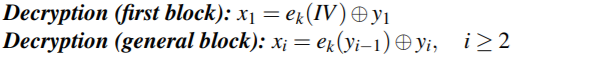 Decryption (first block): x₁ = eₖ(IV) ⊕ y₁
Decryption (general block): xᵢ = eₖ(yᵢ₋₁) ⊕ yᵢ, i ≥ 2